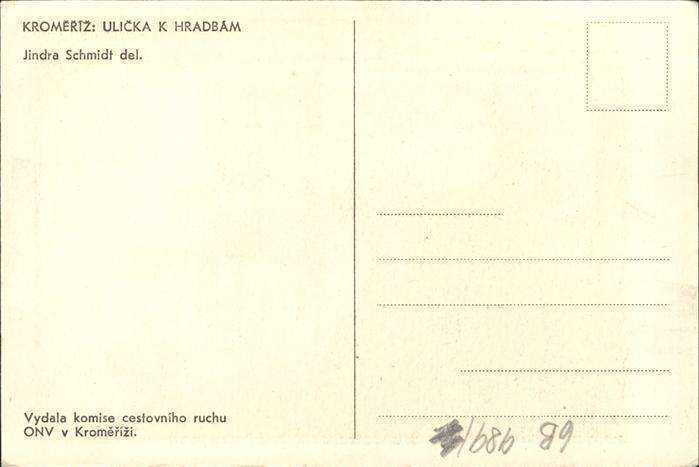 KROMĚŘÍŽ: ULIČKA K HRADBÁM
Jindra Schmidt del.
Vydala komise cestovního ruchu
ONV v Kroměříži.